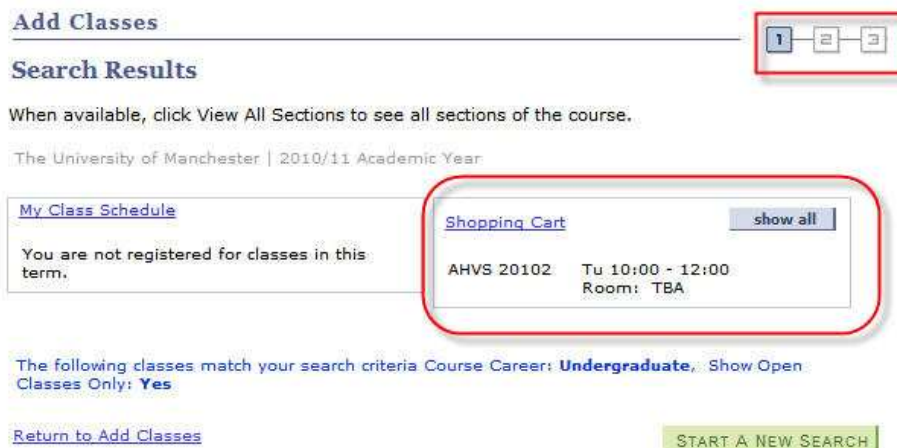 Add Classes
1 2 3
Search Results
When available, click View All Sections to see all sections of the course.
The University of Manchester | 2010/11 Academic Year
My Class Schedule
You are not registered for classes in this
term.
Shopping Cart
show all
AHVS 20102 Tu 10:00 - 12:00
Room: TBA
The following classes match your search criteria Course Career: Undergraduate, Show Open
Classes Only: Yes
Return to Add Classes
START A NEW SEARCH